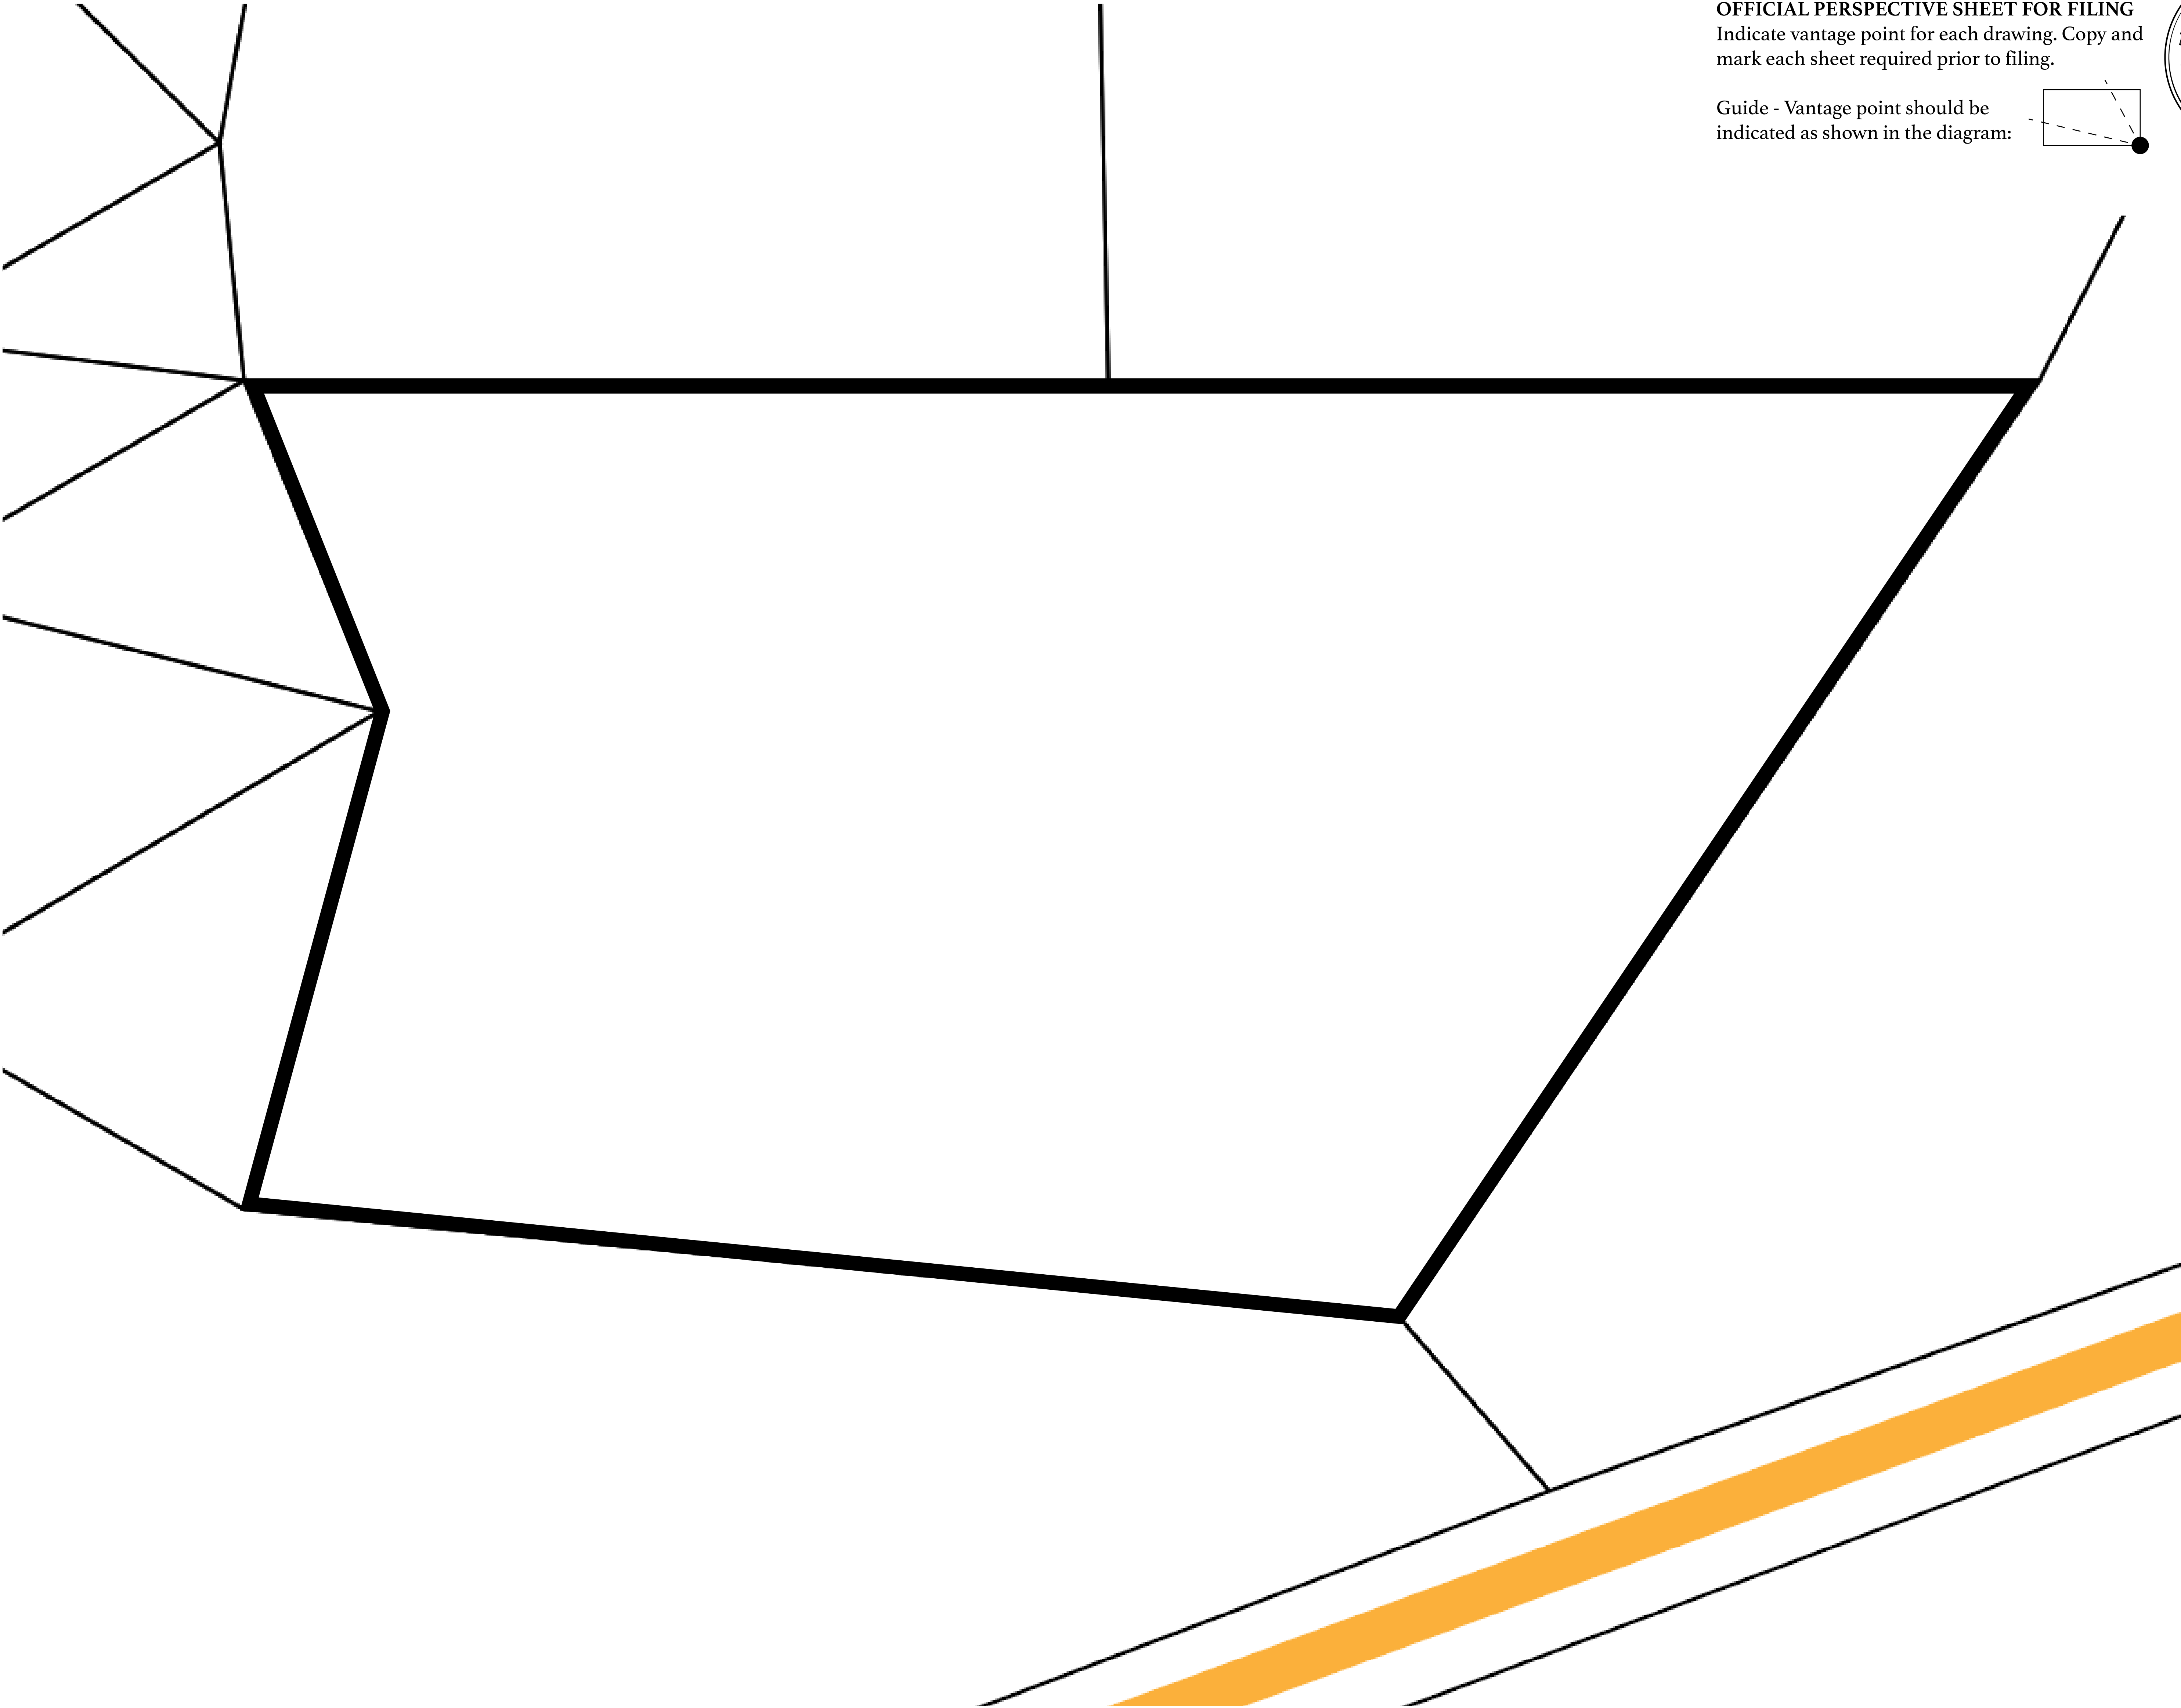 OFFICIAL PERSPECTIVE SHEET FOR FILING
Indicate vantage point for each drawing. Copy and
mark each sheet required prior to filing.
Guide - Vantage point should be
indicated as shown in the diagram: